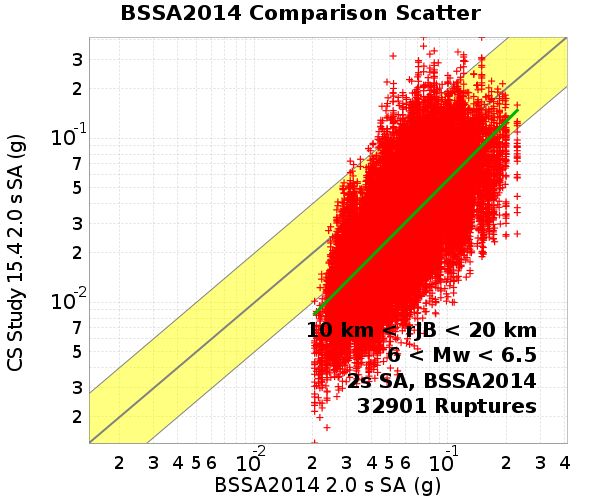 BSSA2014 Comparison Scatter
CS Study 15.4 2.0 s SA (g)
3
2
10-1
7
5
3
2
10-2
7
5
3
2
10 km < rJB < 20 km
6 < Mw < 6.5
2s SA, BSSA2014
32901 Ruptures
2 3 4 5 6 10-2 2 3 4 5 6 10-1 2 3 4
BSSA2014 2.0 s SA (g)